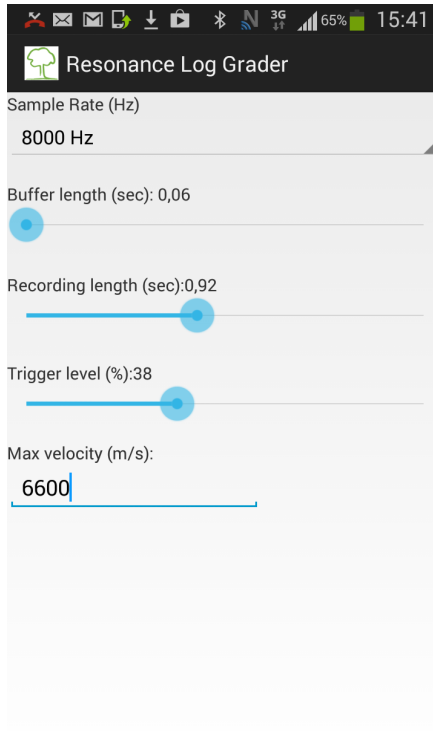 3G 65% 15:41
Resonance Log Grader
Sample Rate (Hz)
8000 Hz
Buffer length (sec): 0,06
Recording length (sec):0,92
Trigger level (%):38
Max velocity (m/s):
6600